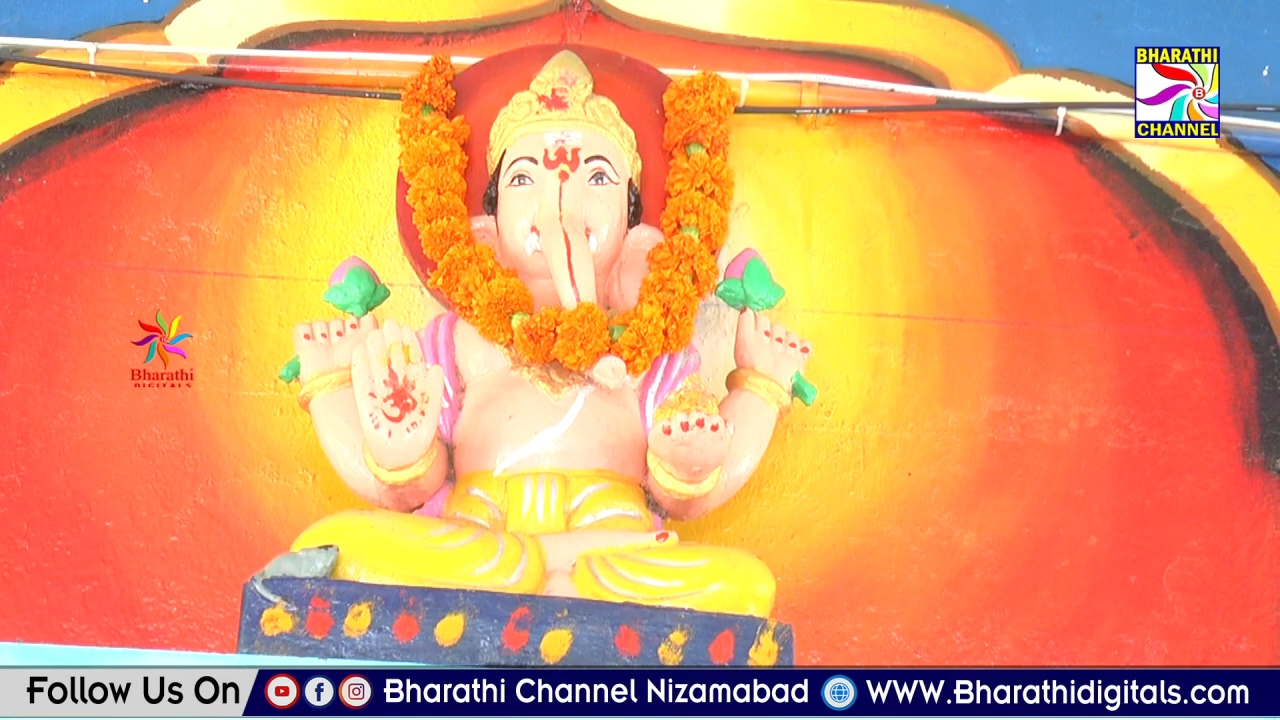 BHARATHI
B
CHANNEL
Bharathi
DIGITALS
Follow Us On Bharathi Channel Nizamabad WWW.Bharathidigitals.com